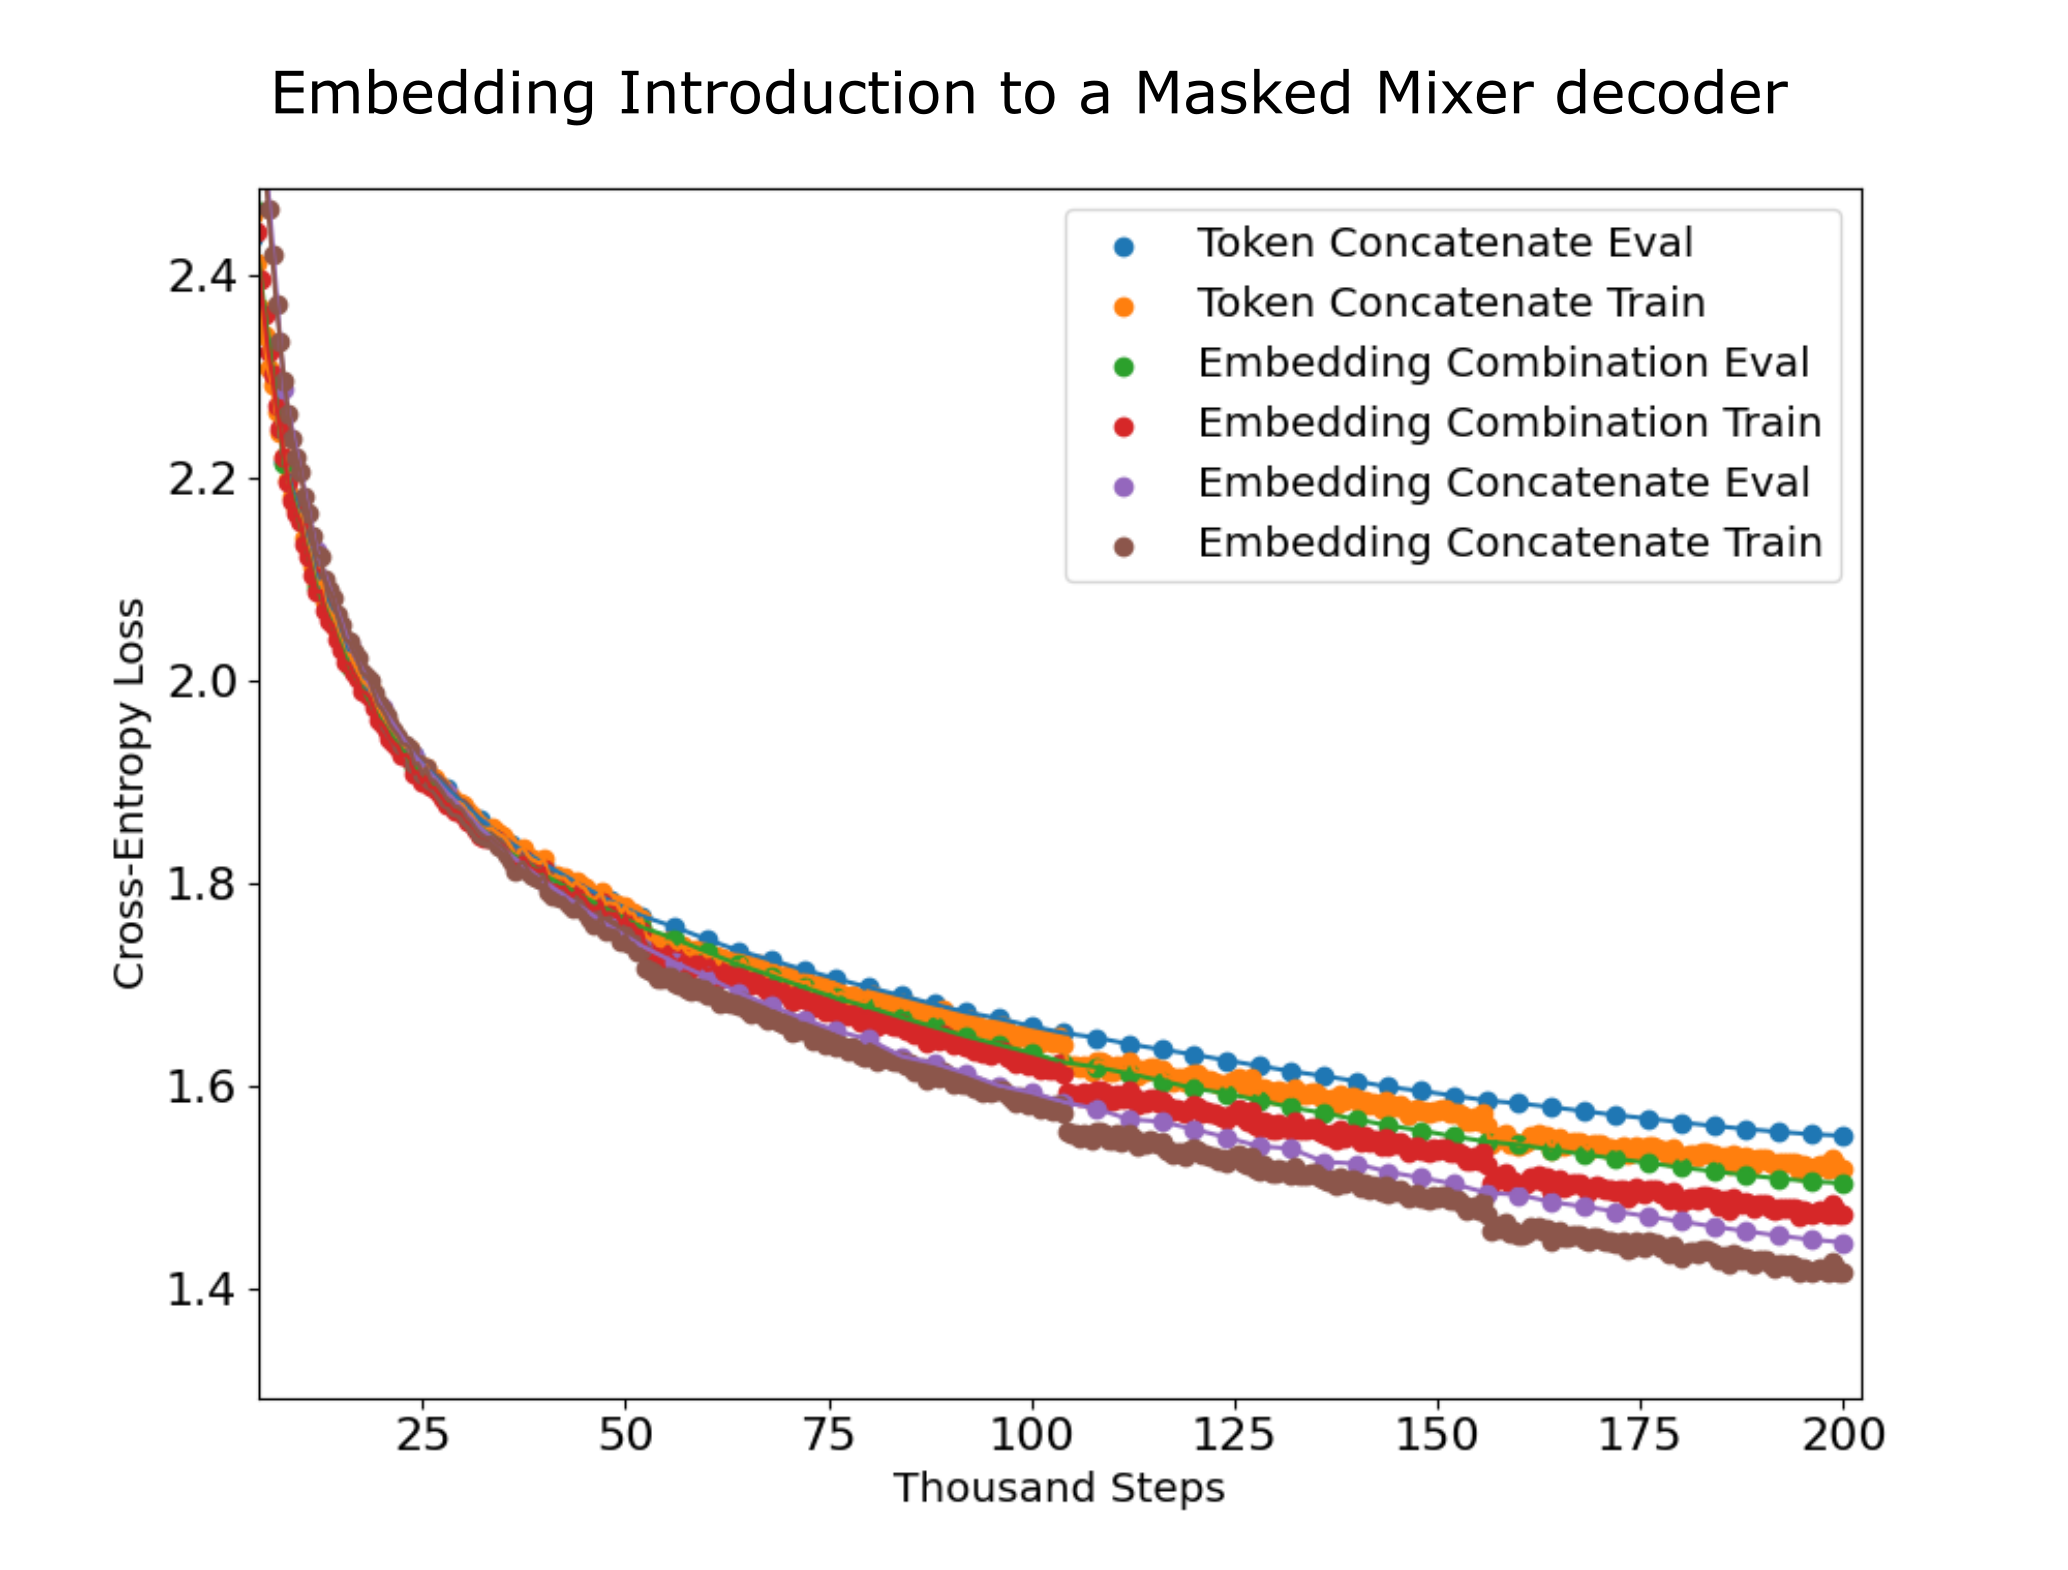 Embedding Introduction to a Masked Mixer decoder
Token Concatenate Eval
Token Concatenate Train
Embedding Combination Eval
Embedding Combination Train
Embedding Concatenate Eval
Embedding Concatenate Train
Cross-Entropy Loss
2.4
2.2
2.0
1.8
1.6
1.4
25 50 75 100 125 150 175 200
Thousand Steps